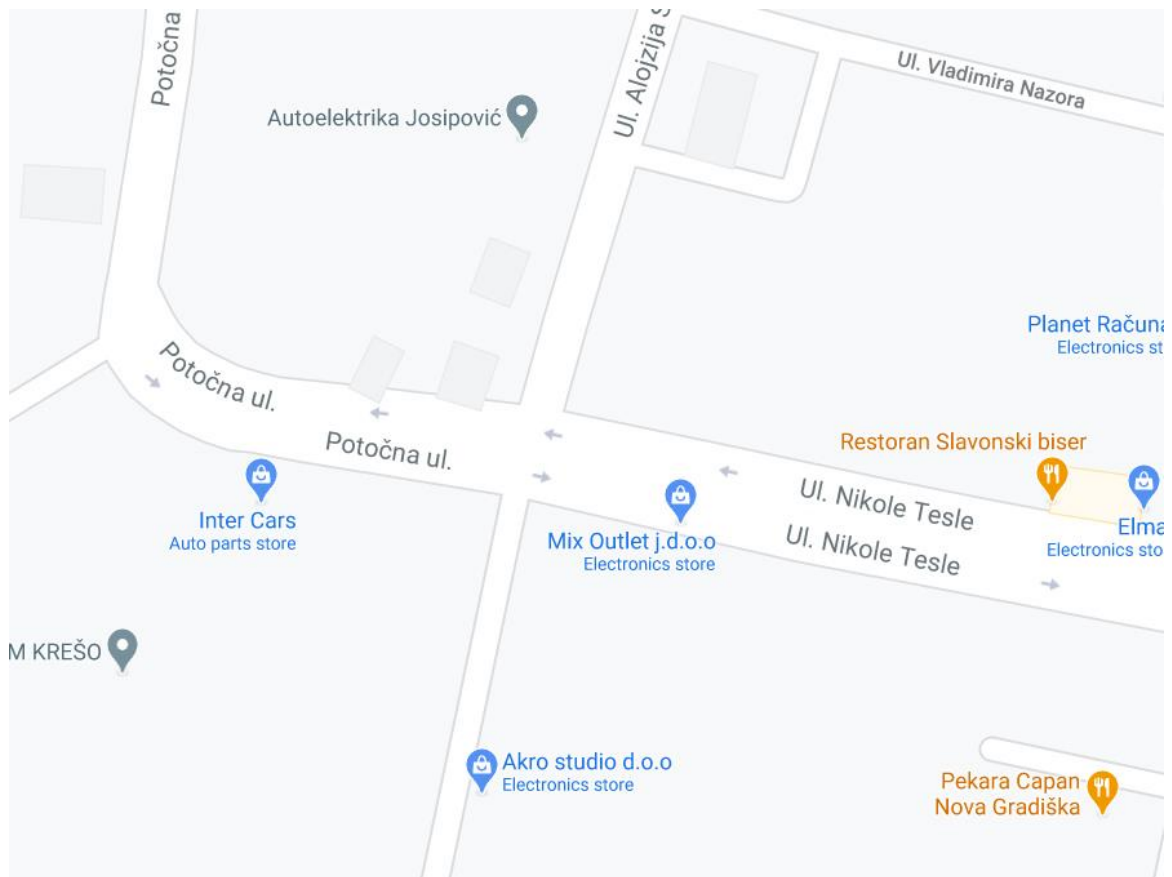 Potočna
Ul. Alojzija S
Ul. Vladimira Nazora
Autoelektrika Josipović
Planet Računa
Electronics st
Potočna ul.
Potočna ul.
Restoran Slavonski biser
Ul. Nikole Tesle
Inter Cars
Auto parts store
Mix Outlet j.d.o.o
Electronics store
Ul. Nikole Tesle
Elma
Electronics sto
M KREŠO
Akro studio d.o.o
Electronics store
Pekara Capan
Nova Gradiška